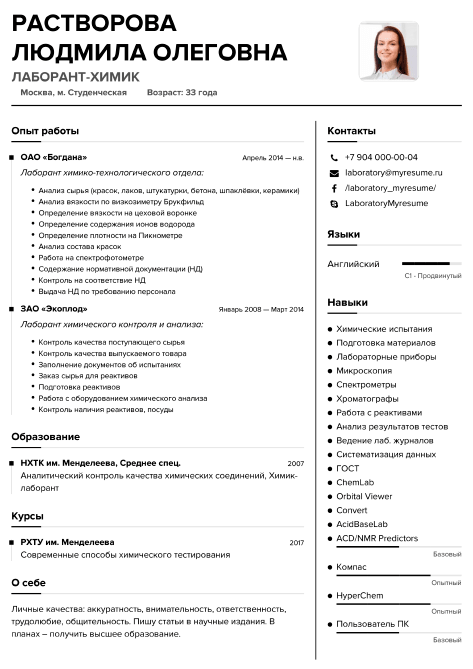 РАСТВОРОВА
ЛЮДМИЛА ОЛЕГОВНА
ЛАБОРАНТ-ХИМИК
Москва, м. Студенческая Возраст: 33 года
Опыт работы
ОАО «Богдана» Апрель 2014 — н.в.
Лаборант химико-технологического отдела:
Анализ сырья (красок, лаков, штукатурки, бетона, шпаклёвки, керамики)
Анализ вязкости по визкозиметру Брукфильд
Определение вязкости на цеховой воронке
Определение содержания ионов водорода
Определение плотности на Пикнометре
Анализ состава красок
Работа на спектрофотометре
Содержание нормативной документации (НД)
Контроль на соответствие НД
Выдача НД по требованию персонала
ЗАО «Экоплод» Январь 2008 — Март 2014
Лаборант химического контроля и анализа:
Контроль качества поступающего сырья
Контроль качества выпускаемого товара
Заполнение документов об испытаниях
Заказ сырья для реактивов
Подготовка реактивов
Работа с оборудованием химического анализа
Контроль наличия реактивов, посуды
Образование
НХТК им. Менделеева, Среднее спец. 2007
Аналитический контроль качества химических соединений, Химик-
лаборант
Курсы
РХТУ им. Менделеева 2017
Современные способы химического тестирования
О себе
Личные качества: аккуратность, внимательность, ответственность,
трудолюбие, общительность. Пишу статьи в научные издания. В
планах – получить высшее образование.
Контакты
+7 904 000-00-04
laboratory@myresume.ru
/laboratory_myresume/
LaboratoryMyresume
Языки
Английский
C1 - Продвинутый
Навыки
Химические испытания
Подготовка материалов
Лабораторные приборы
Микроскопия
Спектрометры
Хроматографы
Работа с реактивами
Анализ результатов тестов
Ведение лаб. журналов
Систематизация данных
ГОСТ
ChemLab
Orbital Viewer
Convert
AcidBaseLab
ACD/NMR Predictors
Базовый
Компас
Опытный
HyperChem
Опытный
Пользователь ПК
Базовый